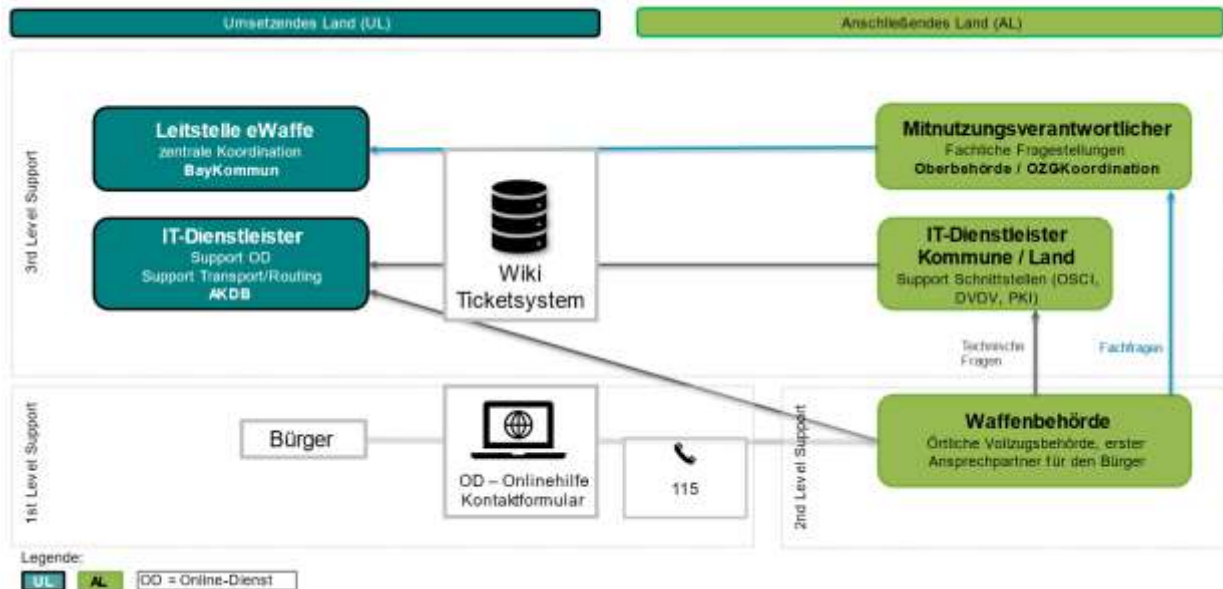 Umsetzendes Land (UL)
Anschließendes Land (AL)
3rd Level Support
Leitstelle eWaffe
zentrale Koordination
BayKommun
Mitnutzungsverantwortlicher
Fachliche Fragestellungen
Oberbehörde / OZG-Koordination
IT-Dienstleister
Support OD
Support Transport/Routing
AKDB
Wiki
Ticketsystem
IT-Dienstleister
Kommune / Land
Support Schnittstellen (OSCI,
DVDV, PKI)
Technische
Fragen
Fachfragen
1st Level Support
Bürger
OD – Onlinehilfe
Kontaktformular
115
2nd Level Support
Waffenbehörde
Örtliche Vollzugsbehörde, erster
Ansprechpartner für den Bürger
Legende:
UL
AL
OD = Online-Dienst